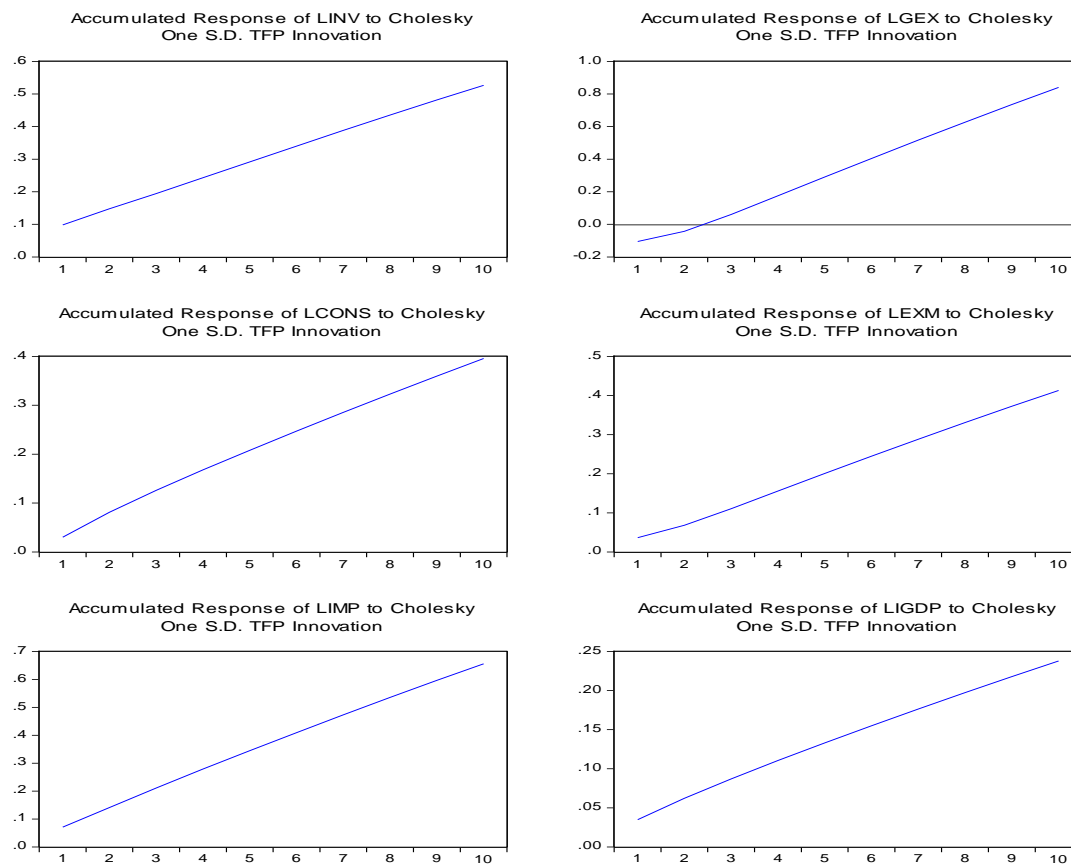 Accumulated Response of LINV to Cholesky
One S.D. TFP Innovation
.6
.5
.4
.3
.2
.1
.0
1 2 3 4 5 6 7 8 9 10
Accumulated Response of LGEX to Cholesky
One S.D. TFP Innovation
1.0
0.8
0.6
0.4
0.2
0.0
-0.2
1 2 3 4 5 6 7 8 9 10
Accumulated Response of LCONS to Cholesky
One S.D. TFP Innovation
.4
.3
.2
.1
.0
1 2 3 4 5 6 7 8 9 10
Accumulated Response of LEXM to Cholesky
One S.D. TFP Innovation
.5
.4
.3
.2
.1
.0
1 2 3 4 5 6 7 8 9 10
Accumulated Response of LIMP to Cholesky
One S.D. TFP Innovation
.7
.6
.5
.4
.3
.2
.1
.0
1 2 3 4 5 6 7 8 9 10
Accumulated Response of LIGDP to Cholesky
One S.D. TFP Innovation
.25
.20
.15
.10
.05
.00
1 2 3 4 5 6 7 8 9 10